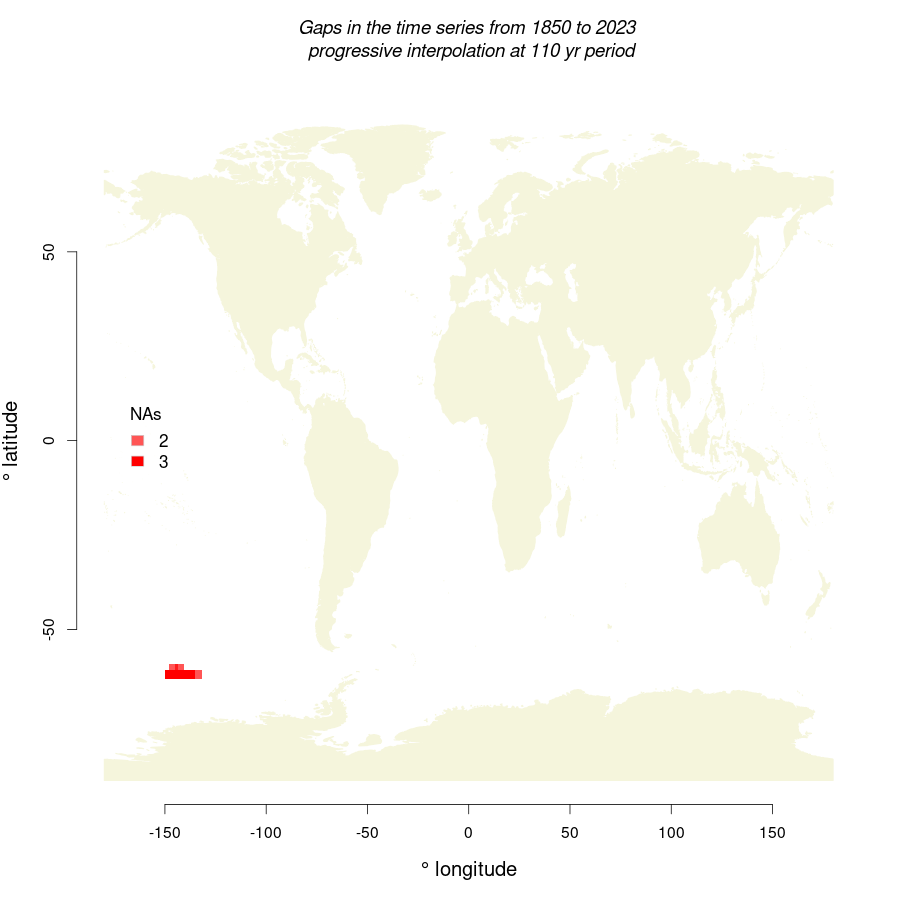 Gaps in the time series from 1850 to 2023
progressive interpolation at 110 yr period
50
0
-50
° latitude
NAs
2
3
-150 -100 -50 0 50 100 150
° longitude